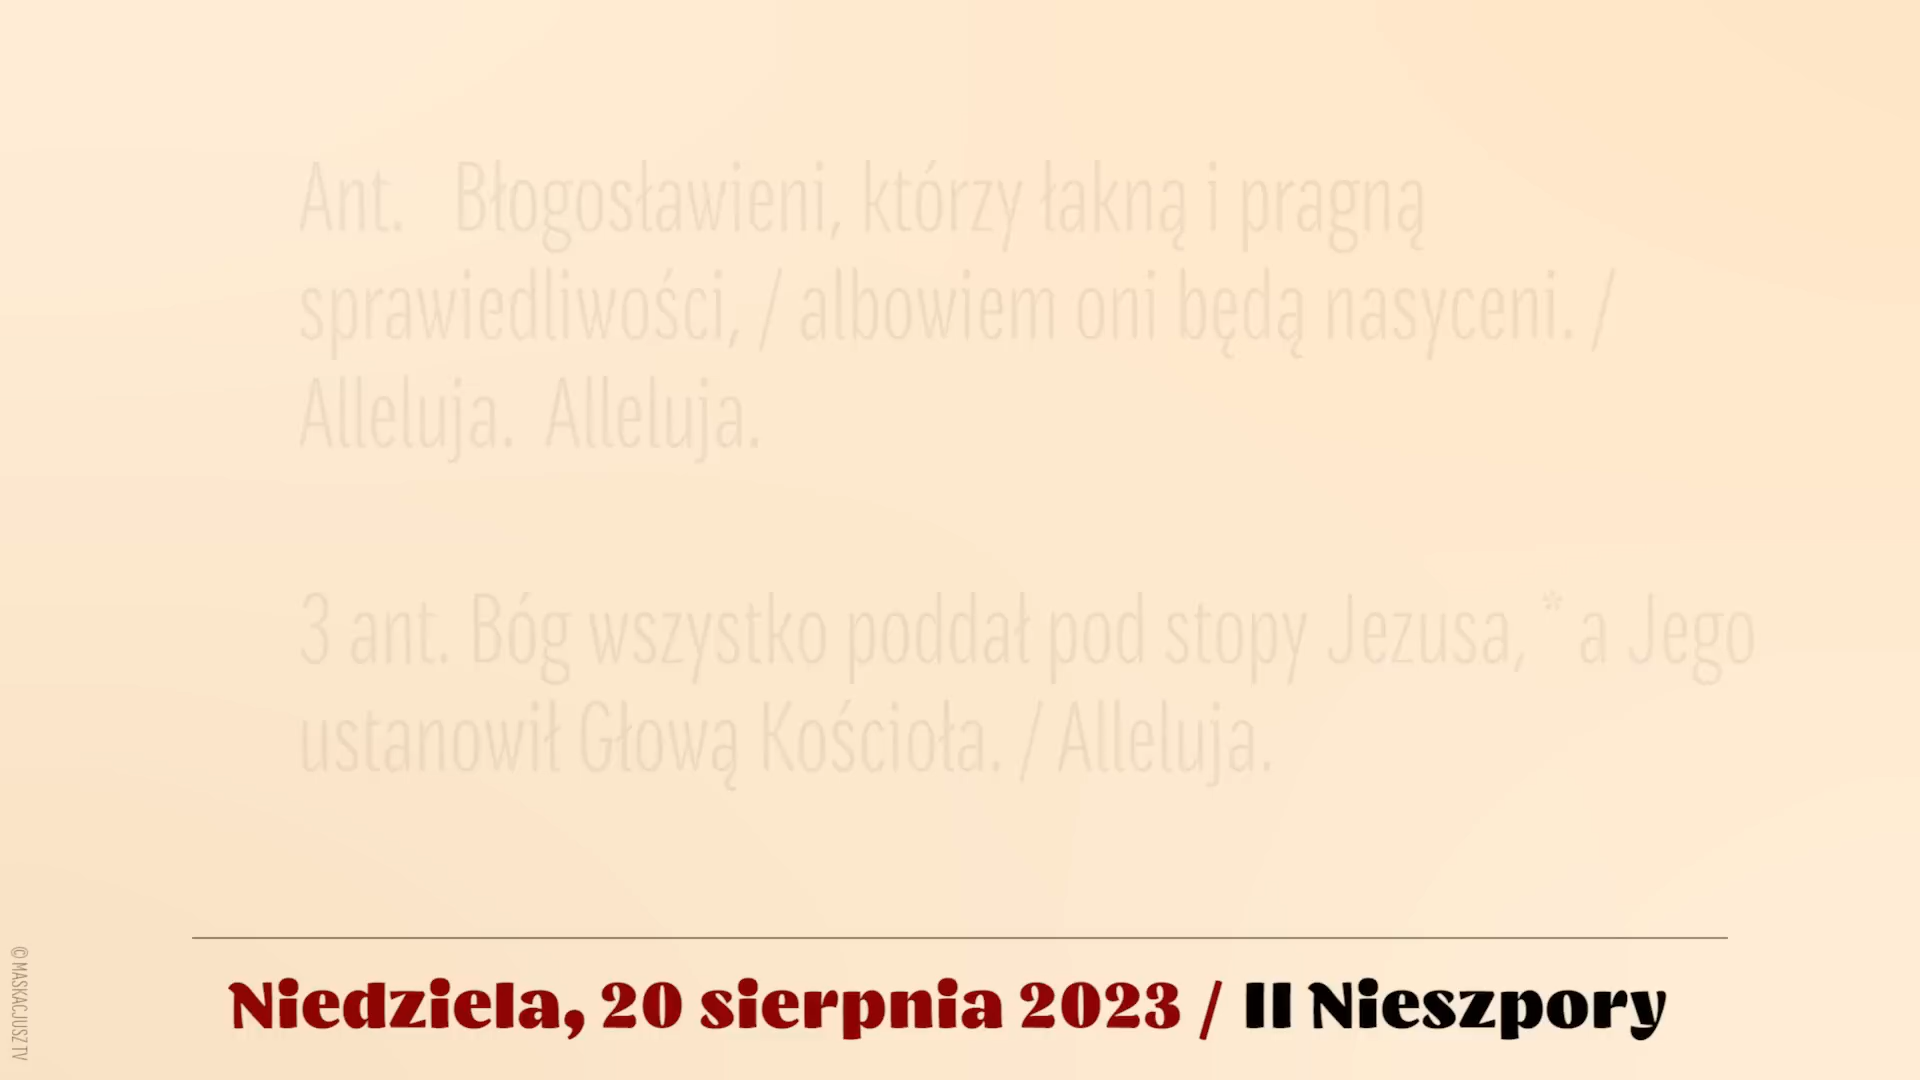 Ant. Błogosławieni, którzy łakną i pragną
sprawiedliwości, / albowiem oni będą nasyceni. /
Alleluja. Alleluja.
3 ant. Bóg wszystko poddał pod stopy Jezusa, * a Jego
ustanowił Głową Kościoła. / Alleluja.
Niedziela, 20 sierpnia 2023 / II Nieszpory
© MASKACJUSZ TV